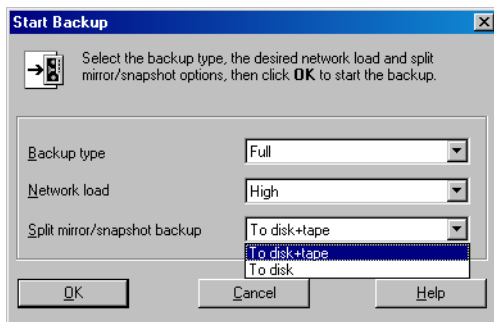 Start Backup
Select the backup type, the desired network load and split
mirror/snapshot options, then click OK to start the backup.
Backup type Full
Network load High
Split mirror/snapshot backup To disk+tape
To disk+tape
To disk
OK Cancel Help